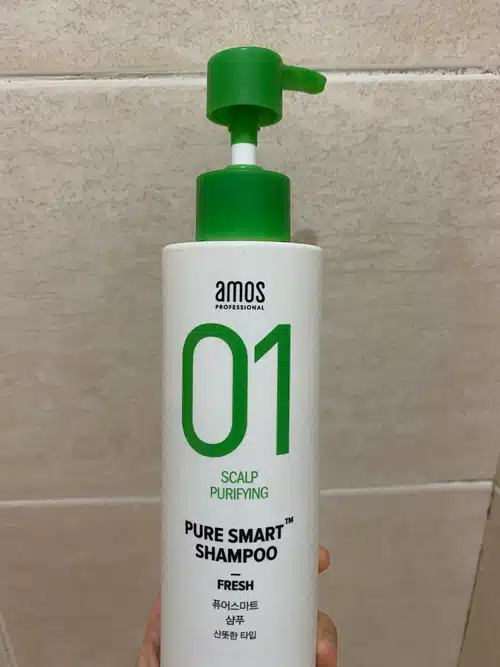 amos
PROFESSIONAL
01
SCALP
PURIFYING
PURE SMART™
SHAMPOO
FRESH
퓨어스마트
샴푸
산뜻한 타입